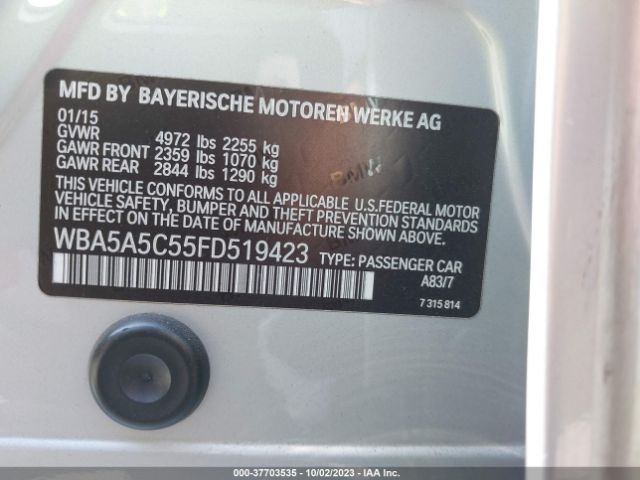 MFD BY BAYERISCHE MOTOREN WERKE AG
01/15
GVWR 4972 lbs 2255 kg
GAWR FRONT 2359 lbs 1070 kg
GAWR REAR 2844 lbs 1290 kg
THIS VEHICLE CONFORMS TO ALL APPLICABLE U.S.FEDERAL MOTOR
VEHICLE SAFETY, BUMPER AND THEFT PREVENTION STANDARDS
IN EFFECT ON THE DATE OF MANUFACTURE SHOWN ABOVE.
WBA5A5C55FD519423 TYPE: PASSENGER CAR
A83/7
7 315 814
BMW
000-37703535 - 10/02/2023 - IAA Inc.